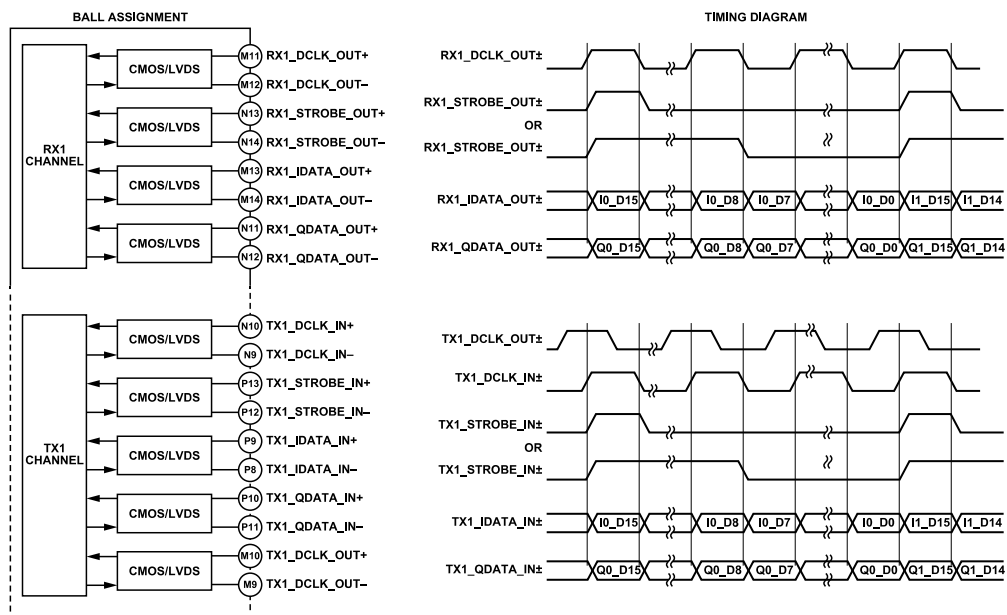 BALL ASSIGNMENT
RX1
CHANNEL
CMOS/LVDS
M11 RX1_DCLK_OUT+
M12 RX1_DCLK_OUT–
CMOS/LVDS
N13 RX1_STROBE_OUT+
N14 RX1_STROBE_OUT–
CMOS/LVDS
M13 RX1_IDATA_OUT+
M14 RX1_IDATA_OUT–
CMOS/LVDS
N11 RX1_QDATA_OUT+
N12 RX1_QDATA_OUT–
TX1
CHANNEL
CMOS/LVDS
N10 TX1_DCLK_IN+
N9 TX1_DCLK_IN–
CMOS/LVDS
P13 TX1_STROBE_IN+
P12 TX1_STROBE_IN–
CMOS/LVDS
P9 TX1_IDATA_IN+
P8 TX1_IDATA_IN–
CMOS/LVDS
P10 TX1_QDATA_IN+
P11 TX1_QDATA_IN–
CMOS/LVDS
M10 TX1_DCLK_OUT+
M9 TX1_DCLK_OUT–
TIMING DIAGRAM
RX1_DCLK_OUT±
RX1_STROBE_OUT±
OR
RX1_STROBE_OUT±
RX1_IDATA_OUT± I0_D15 I0_D8 I0_D7 I0_D0 I1_D15 I1_D14
RX1_QDATA_OUT± Q0_D15 Q0_D8 Q0_D7 Q0_D0 Q1_D15 Q1_D14
TX1_DCLK_OUT±
TX1_DCLK_IN±
TX1_STROBE_IN±
OR
TX1_STROBE_IN±
TX1_IDATA_IN± I0_D15 I0_D8 I0_D7 I0_D0 I1_D15 I1_D14
TX1_QDATA_IN± Q0_D15 Q0_D8 Q0_D7 Q0_D0 Q1_D15 Q1_D14